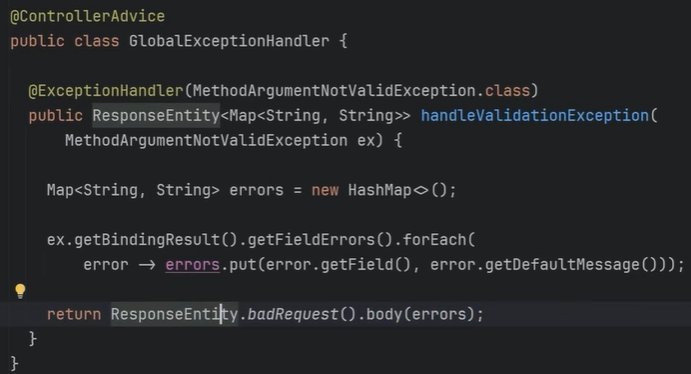 @ControllerAdvice
public class GlobalExceptionHandler {
@ExceptionHandler(MethodArgumentNotValidException.class)
public ResponseEntity<Map<String, String>> handleValidationException(
MethodArgumentNotValidException ex) {
Map<String, String> errors = new HashMap<>();
ex.getBindingResult().getFieldErrors().forEach(
error -> errors.put(error.getField(), error.getDefaultMessage()));
return ResponseEntity.badRequest().body(errors);
}
}